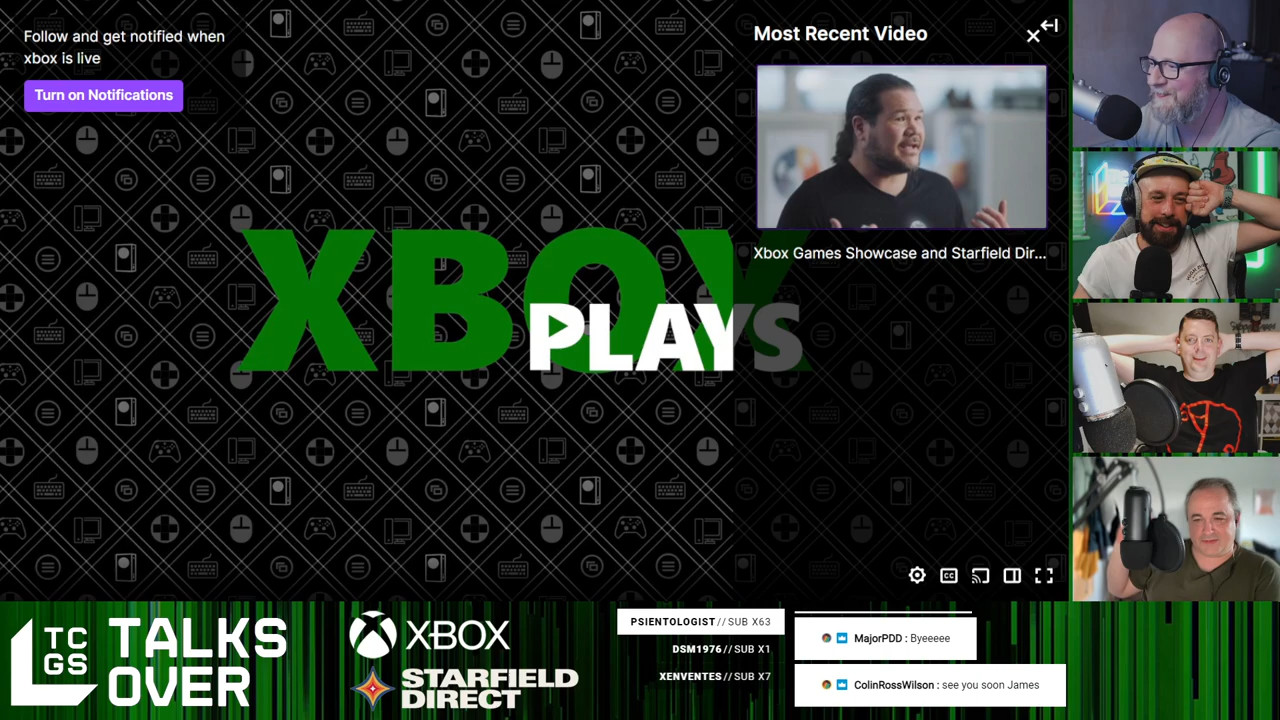 Follow and get notified when
xbox is live
Turn on Notifications
Most Recent Video
Xbox Games Showcase and Starfield Dir...
XBOX
PLAYS
CC
TC
GS
TALKS
OVER
XBOX
STARFIELD
DIRECT
PSIENTOLOGIST // SUB X63
DSM1976 // SUB X1
XENVENTES // SUB X7
MajorPDD : Byeeeee
ColinRossWilson : see you soon James